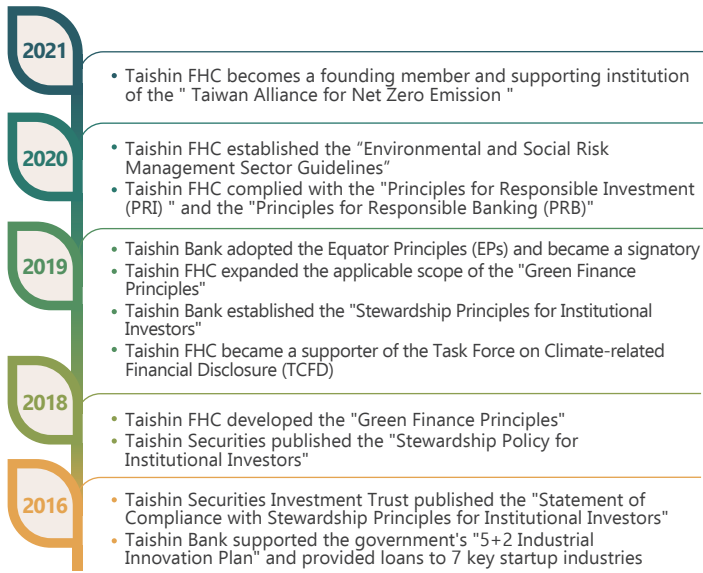 2021
• Taishin FHC becomes a founding member and supporting institution
of the " Taiwan Alliance for Net Zero Emission "
2020
• Taishin FHC established the “Environmental and Social Risk
Management Sector Guidelines”
• Taishin FHC complied with the "Principles for Responsible Investment
(PRI) " and the "Principles for Responsible Banking (PRB)"
2019
• Taishin Bank adopted the Equator Principles (EPs) and became a signatory
• Taishin FHC expanded the applicable scope of the "Green Finance
Principles"
• Taishin Bank established the "Stewardship Principles for Institutional
Investors"
• Taishin FHC became a supporter of the Task Force on Climate-related
Financial Disclosure (TCFD)
2018
• Taishin FHC developed the "Green Finance Principles"
• Taishin Securities published the "Stewardship Policy for
Institutional Investors"
2016
• Taishin Securities Investment Trust published the "Statement of
Compliance with Stewardship Principles for Institutional Investors"
• Taishin Bank supported the government's "5+2 Industrial
Innovation Plan" and provided loans to 7 key startup industries